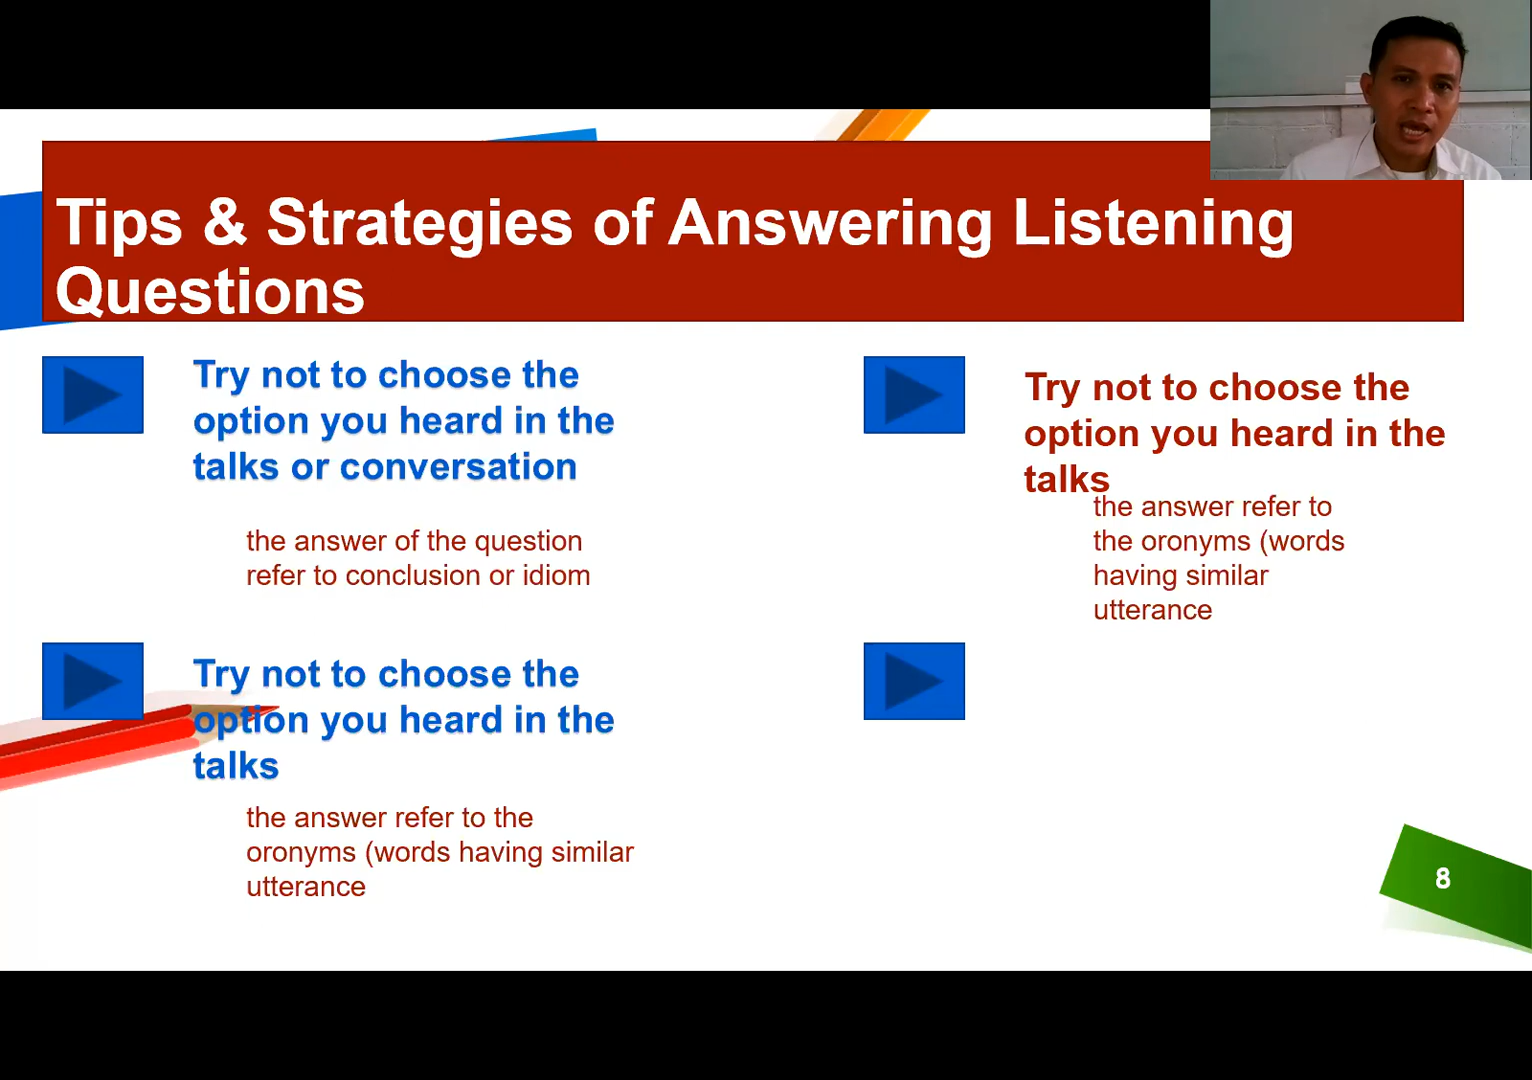 Tips & Strategies of Answering Listening
Questions
Try not to choose the
option you heard in the
talks or conversation
the answer of the question
refer to conclusion or idiom
Try not to choose the
option you heard in the
talks
the answer refer to the
oronyms (words having similar
utterance
Try not to choose the
option you heard in the
talks
the answer refer to
the oronyms (words
having similar
utterance
8